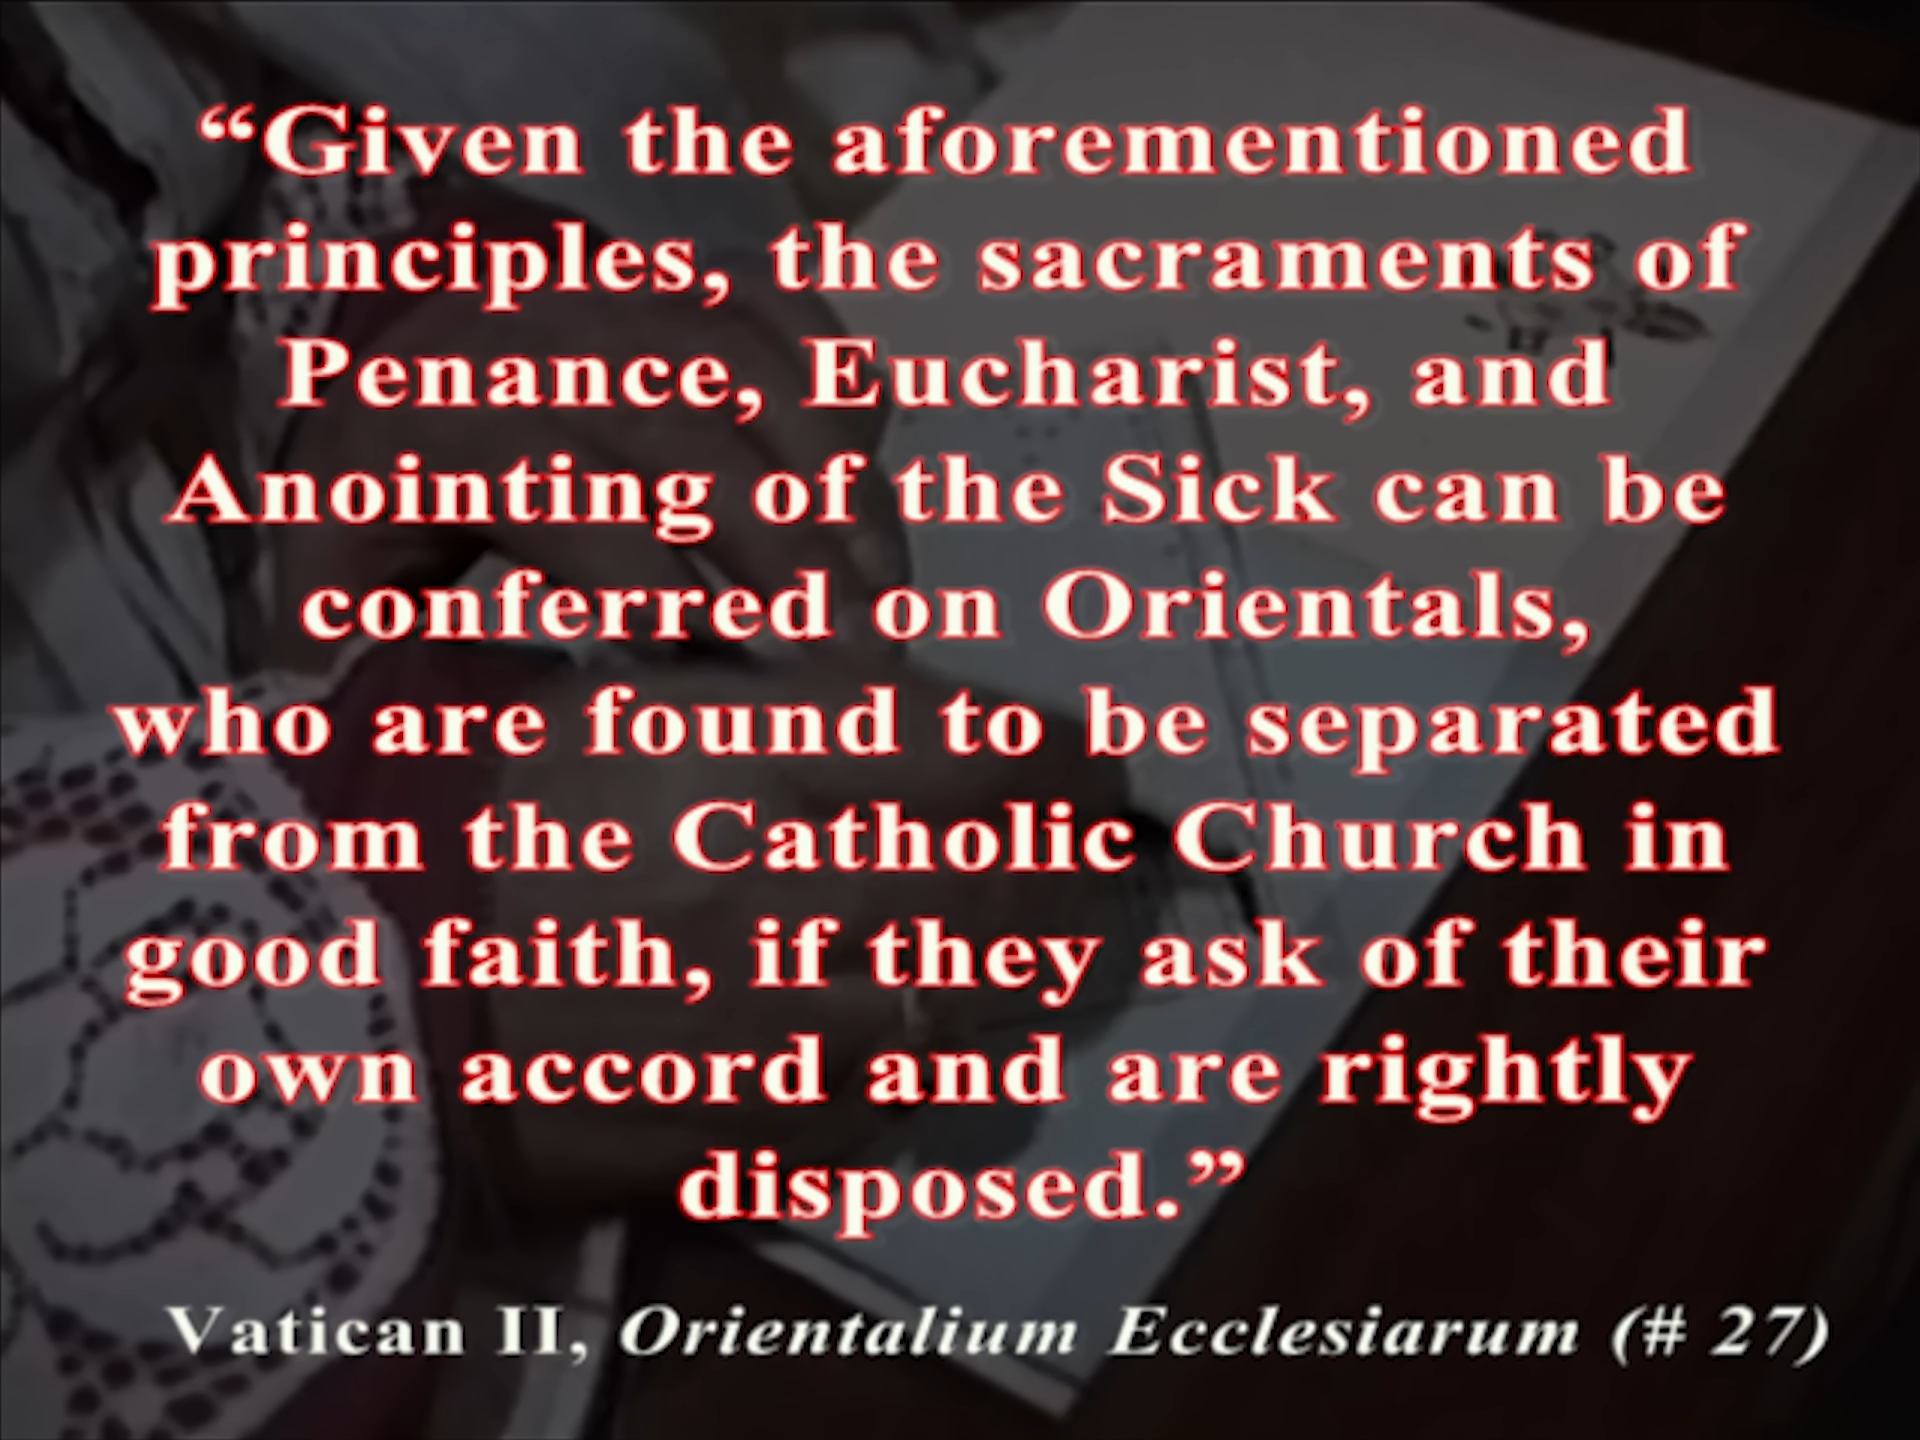 “Given the aforementioned
principles, the sacraments of
Penance, Eucharist, and
Anointing of the Sick can be
conferred on Orientals,
who are found to be separated
from the Catholic Church in
good faith, if they ask of their
own accord and are rightly
disposed.”
Vatican II, Orientalium Ecclesiarum (# 27)